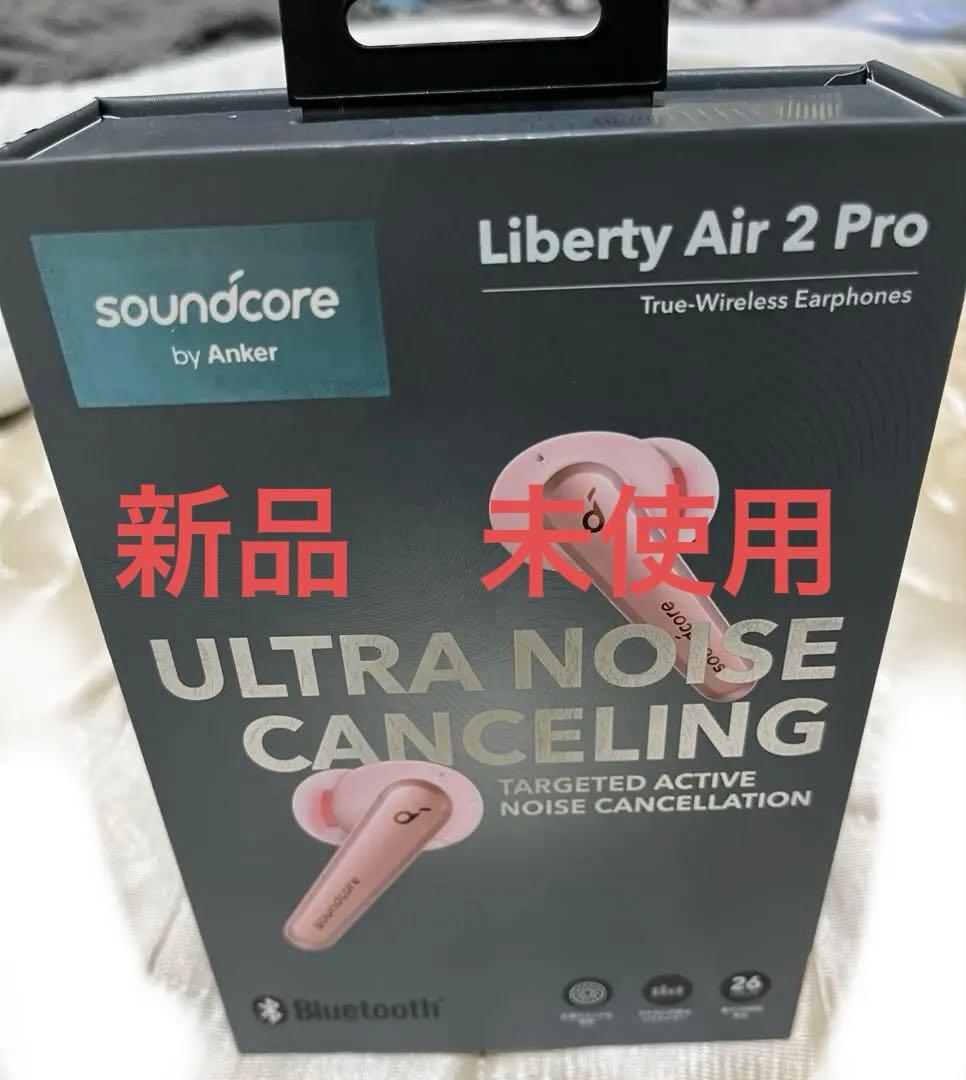 Liberty Air 2 Pro
True-Wireless Earphones
soundcore
by Anker
新品 未使用
soundcore
ULTRA NOISE
CANCELING
TARGETED ACTIVE
NOISE CANCELLATION
soundcore
Bluetooth
26